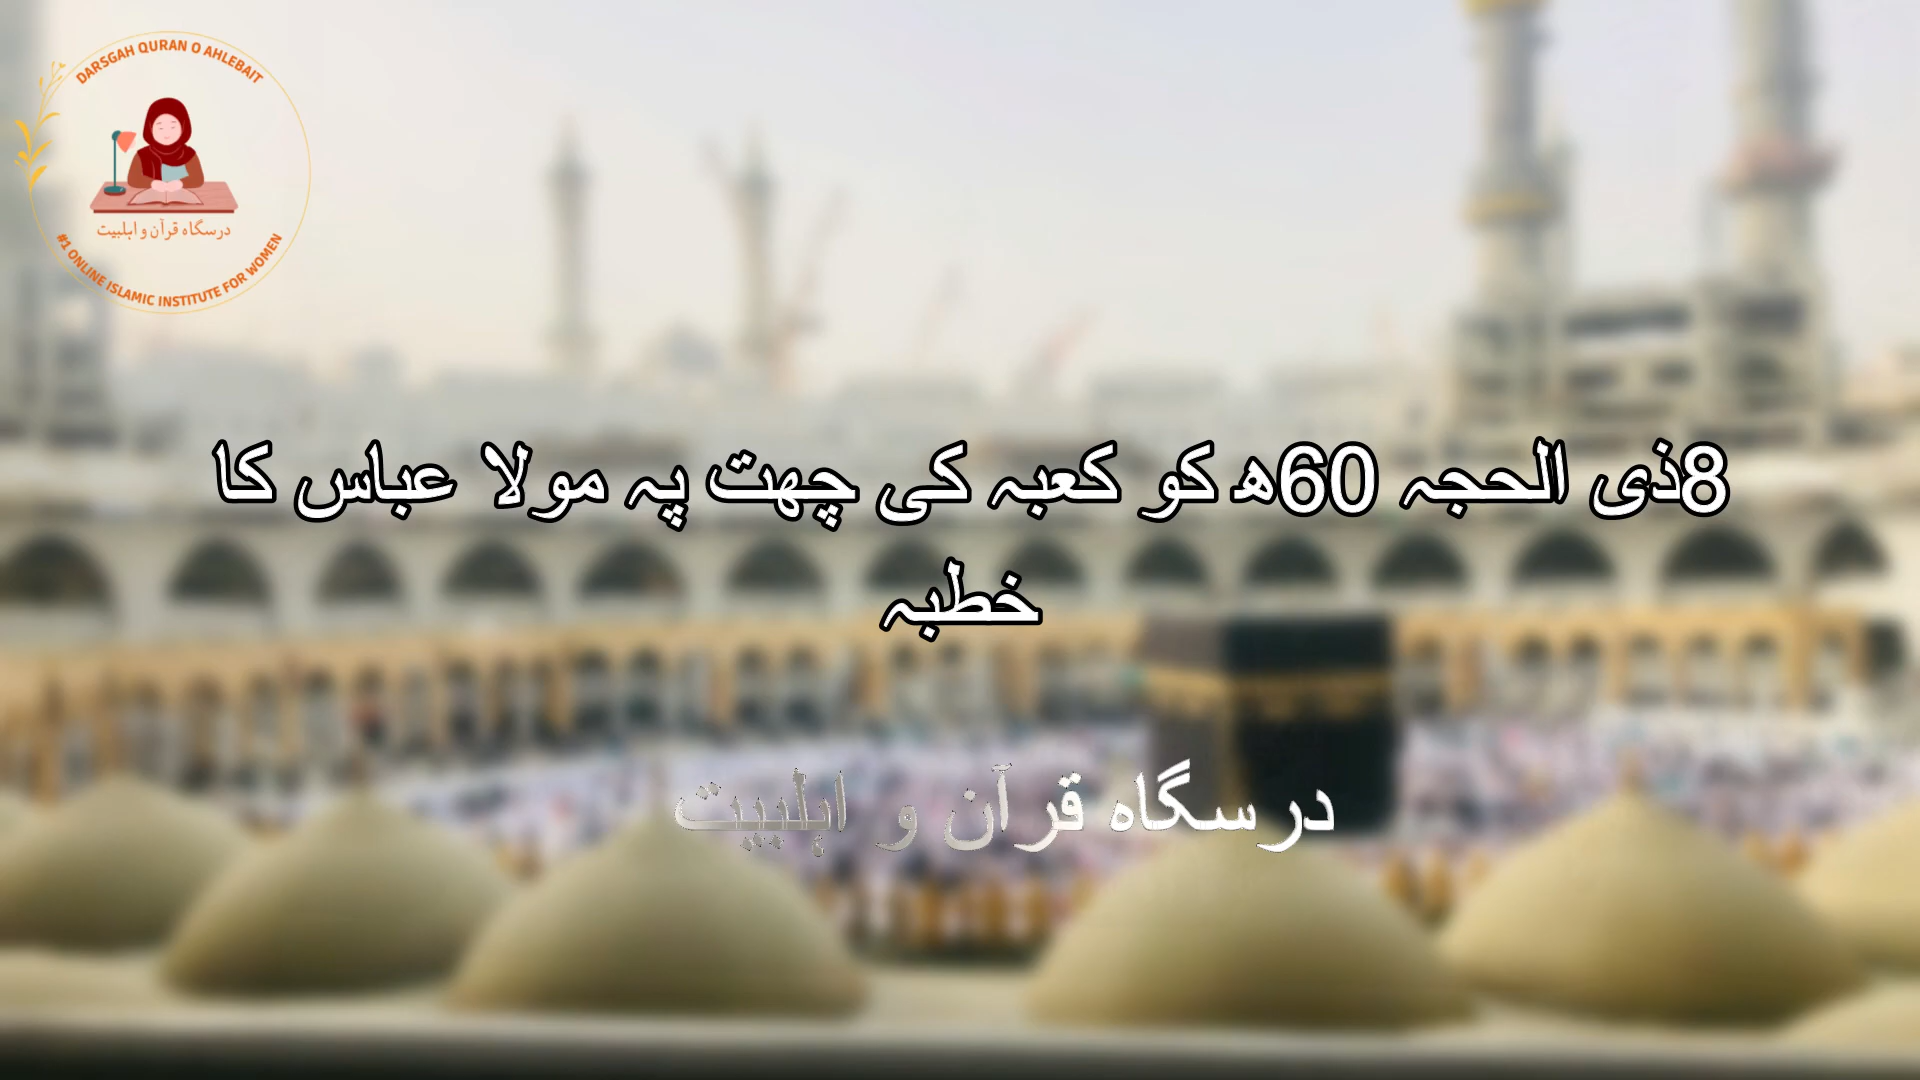 DARSGAH QURAN O AHLEBAIT
درسگاہ قرآن و اہلبیت
#1 ONLINE ISLAMIC INSTITUTE FOR WOMEN
8ذی الحجہ 60ھ کو کعبہ کی چھت پہ مولا عباس کا
خطبہ
درسگاہ قرآن و اہلبیت